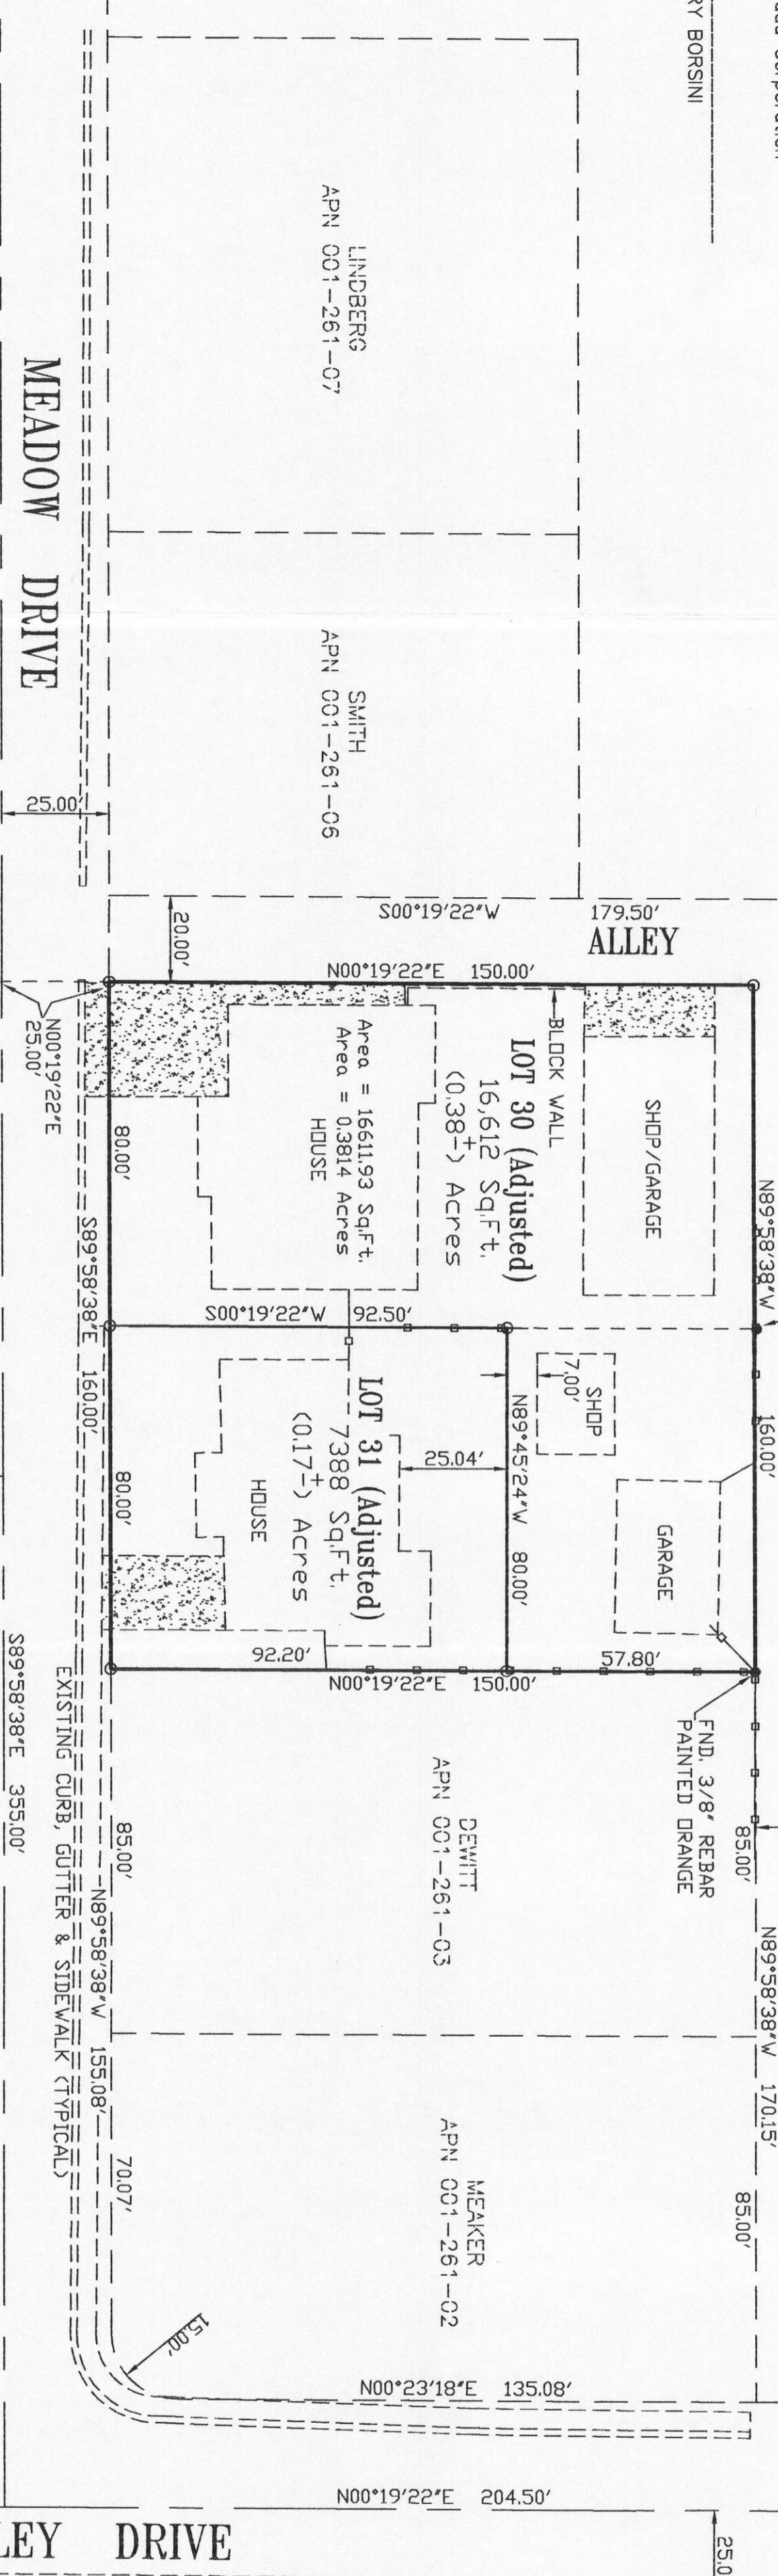 RY BORSINI
LINDBERG
APN 001-261-07
MEADOW DRIVE
SMITH
APN 001-261-06
25.00'
S00°19'22"W 179.50'
ALLEY
20.00'
N00°19'22"E 150.00'
N00°19'22"E
25.00'
BLOCK WALL
LOT 30 (Adjusted)
16,612 Sq.Ft.
(0.38±) Acres
Area = 16611.93 Sq.Ft.
Area = 0.3814 Acres
HOUSE
SHOP/GARAGE
N89°58'38"W 160.00'
80.00'
S89°58'38"E 160.00'
S00°19'22"W 92.50'
SHOP
7.00'
N89°45'24"W 80.00'
LOT 31 (Adjusted)
7388 Sq.Ft.
(0.17±) Acres
25.04'
HOUSE
GARAGE
80.00'
92.20'
57.80'
N00°19'22"E 150.00'
FND. 3/8" REBAR
PAINTED ORANGE
DEWITT
APN 001-261-03
85.00'
85.00'
N89°58'38"W 170.15'
N89°58'38"W 155.08'
EXISTING CURB, GUTTER & SIDEWALK (TYPICAL)
S89°58'38"E 355.00'
MEAKER
APN 001-261-02
70.07'
85.00'
15.00'
N00°23'18"E 135.08'
N00°19'22"E 204.50'
LEY DRIVE
25.0